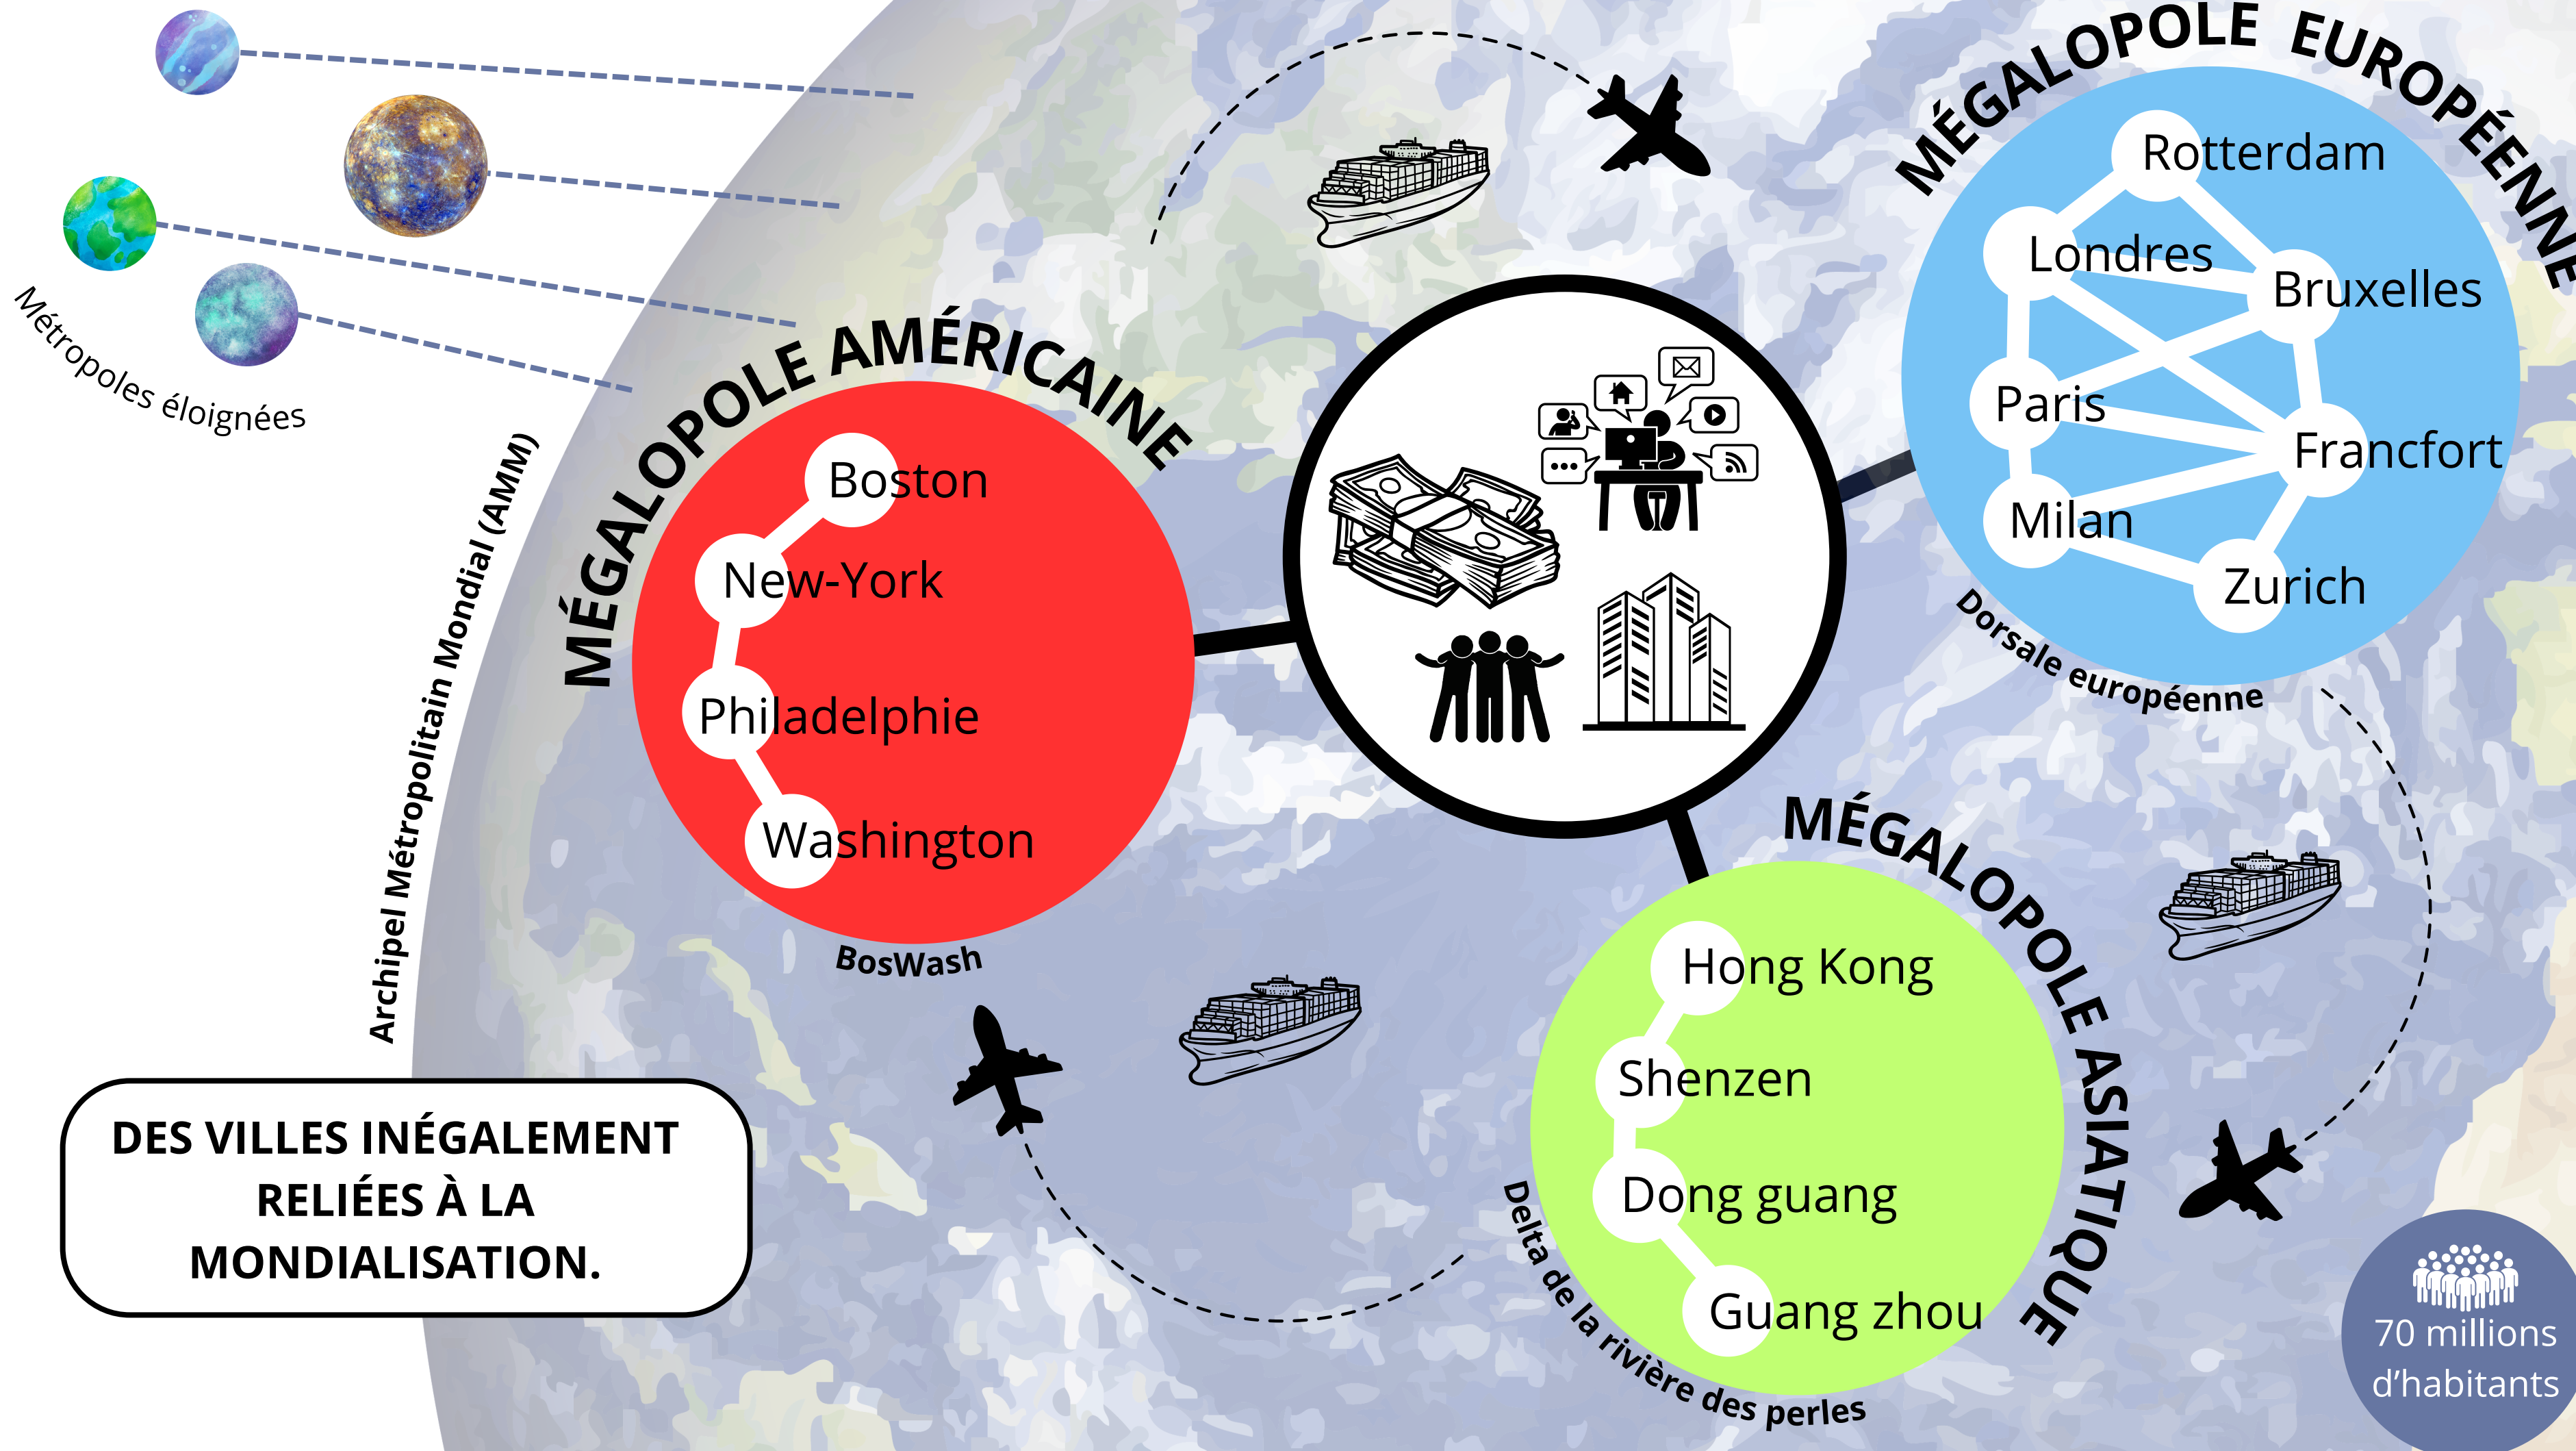 MÉGALOPOLE EUROPÉENNE
Rotterdam
Londres
Bruxelles
Paris
Francfort
Milan
Zurich
Dorsale européenne
Métropoles éloignées
Archipel Métropolitain Mondial (AMM)
MÉGALOPOLE AMÉRICAINE
Boston
New-York
Philadelphie
Washington
BosWash
MÉGALOPOLE ASIATIQUE
Hong Kong
Shenzen
Dong guang
Guang zhou
Delta de la rivière des perles
DES VILLES INÉGALEMENT
RELIÉES À LA
MONDIALISATION.
70 millions
d’habitants